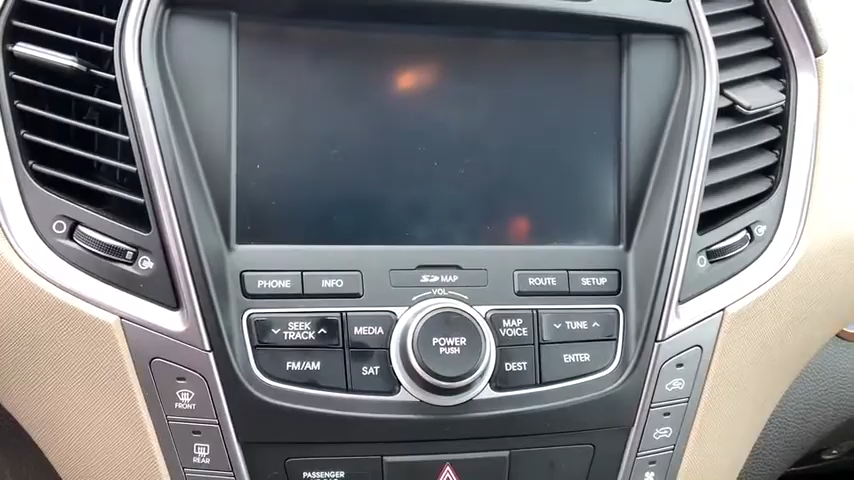 PHONE
INFO
SD MAP
ROUTE
SETUP
VOL
SEEK
TRACK
MEDIA
POWER
PUSH
MAP
VOICE
TUNE
FM/AM
SAT
DEST
ENTER
FRONT
REAR
PASSENGER